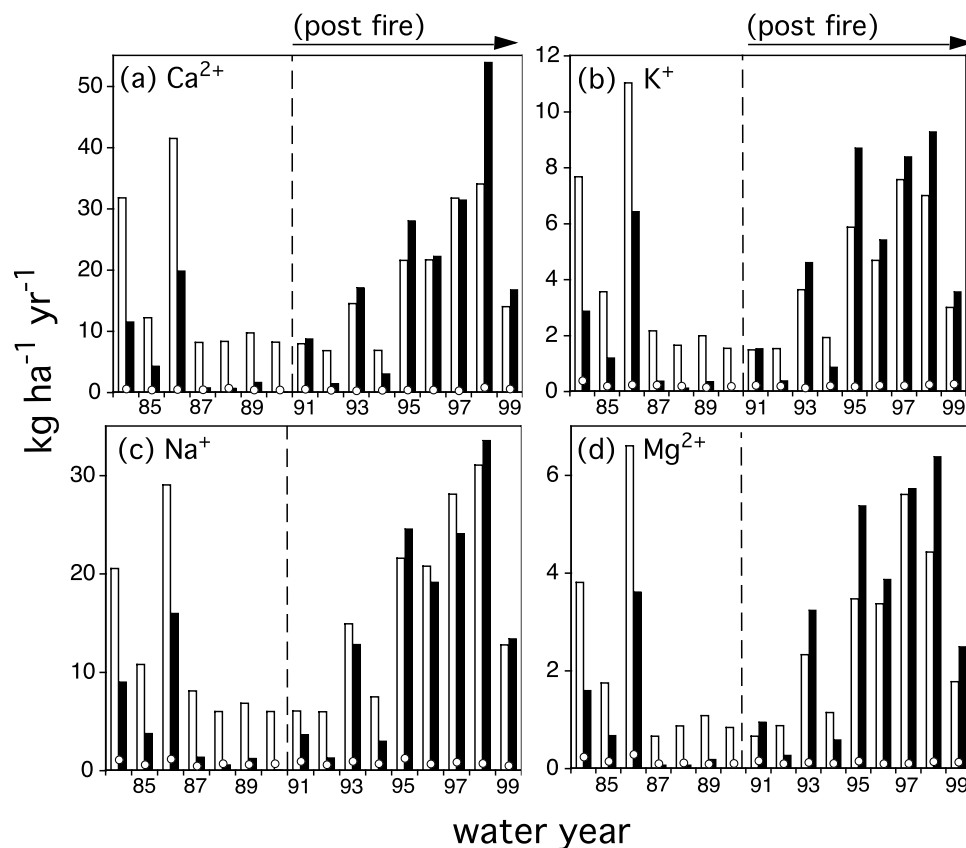 (post fire) (post fire)
(a) Ca²⁺ (b) K⁺
50
40
30
20
10
0
12
10
8
6
4
2
0
85 87 89 91 93 95 97 99
85 87 89 91 93 95 97 99
kg ha⁻¹ yr⁻¹
(c) Na⁺ (d) Mg²⁺
30
20
10
0
6
4
2
0
85 87 89 91 93 95 97 99
85 87 89 91 93 95 97 99
water year